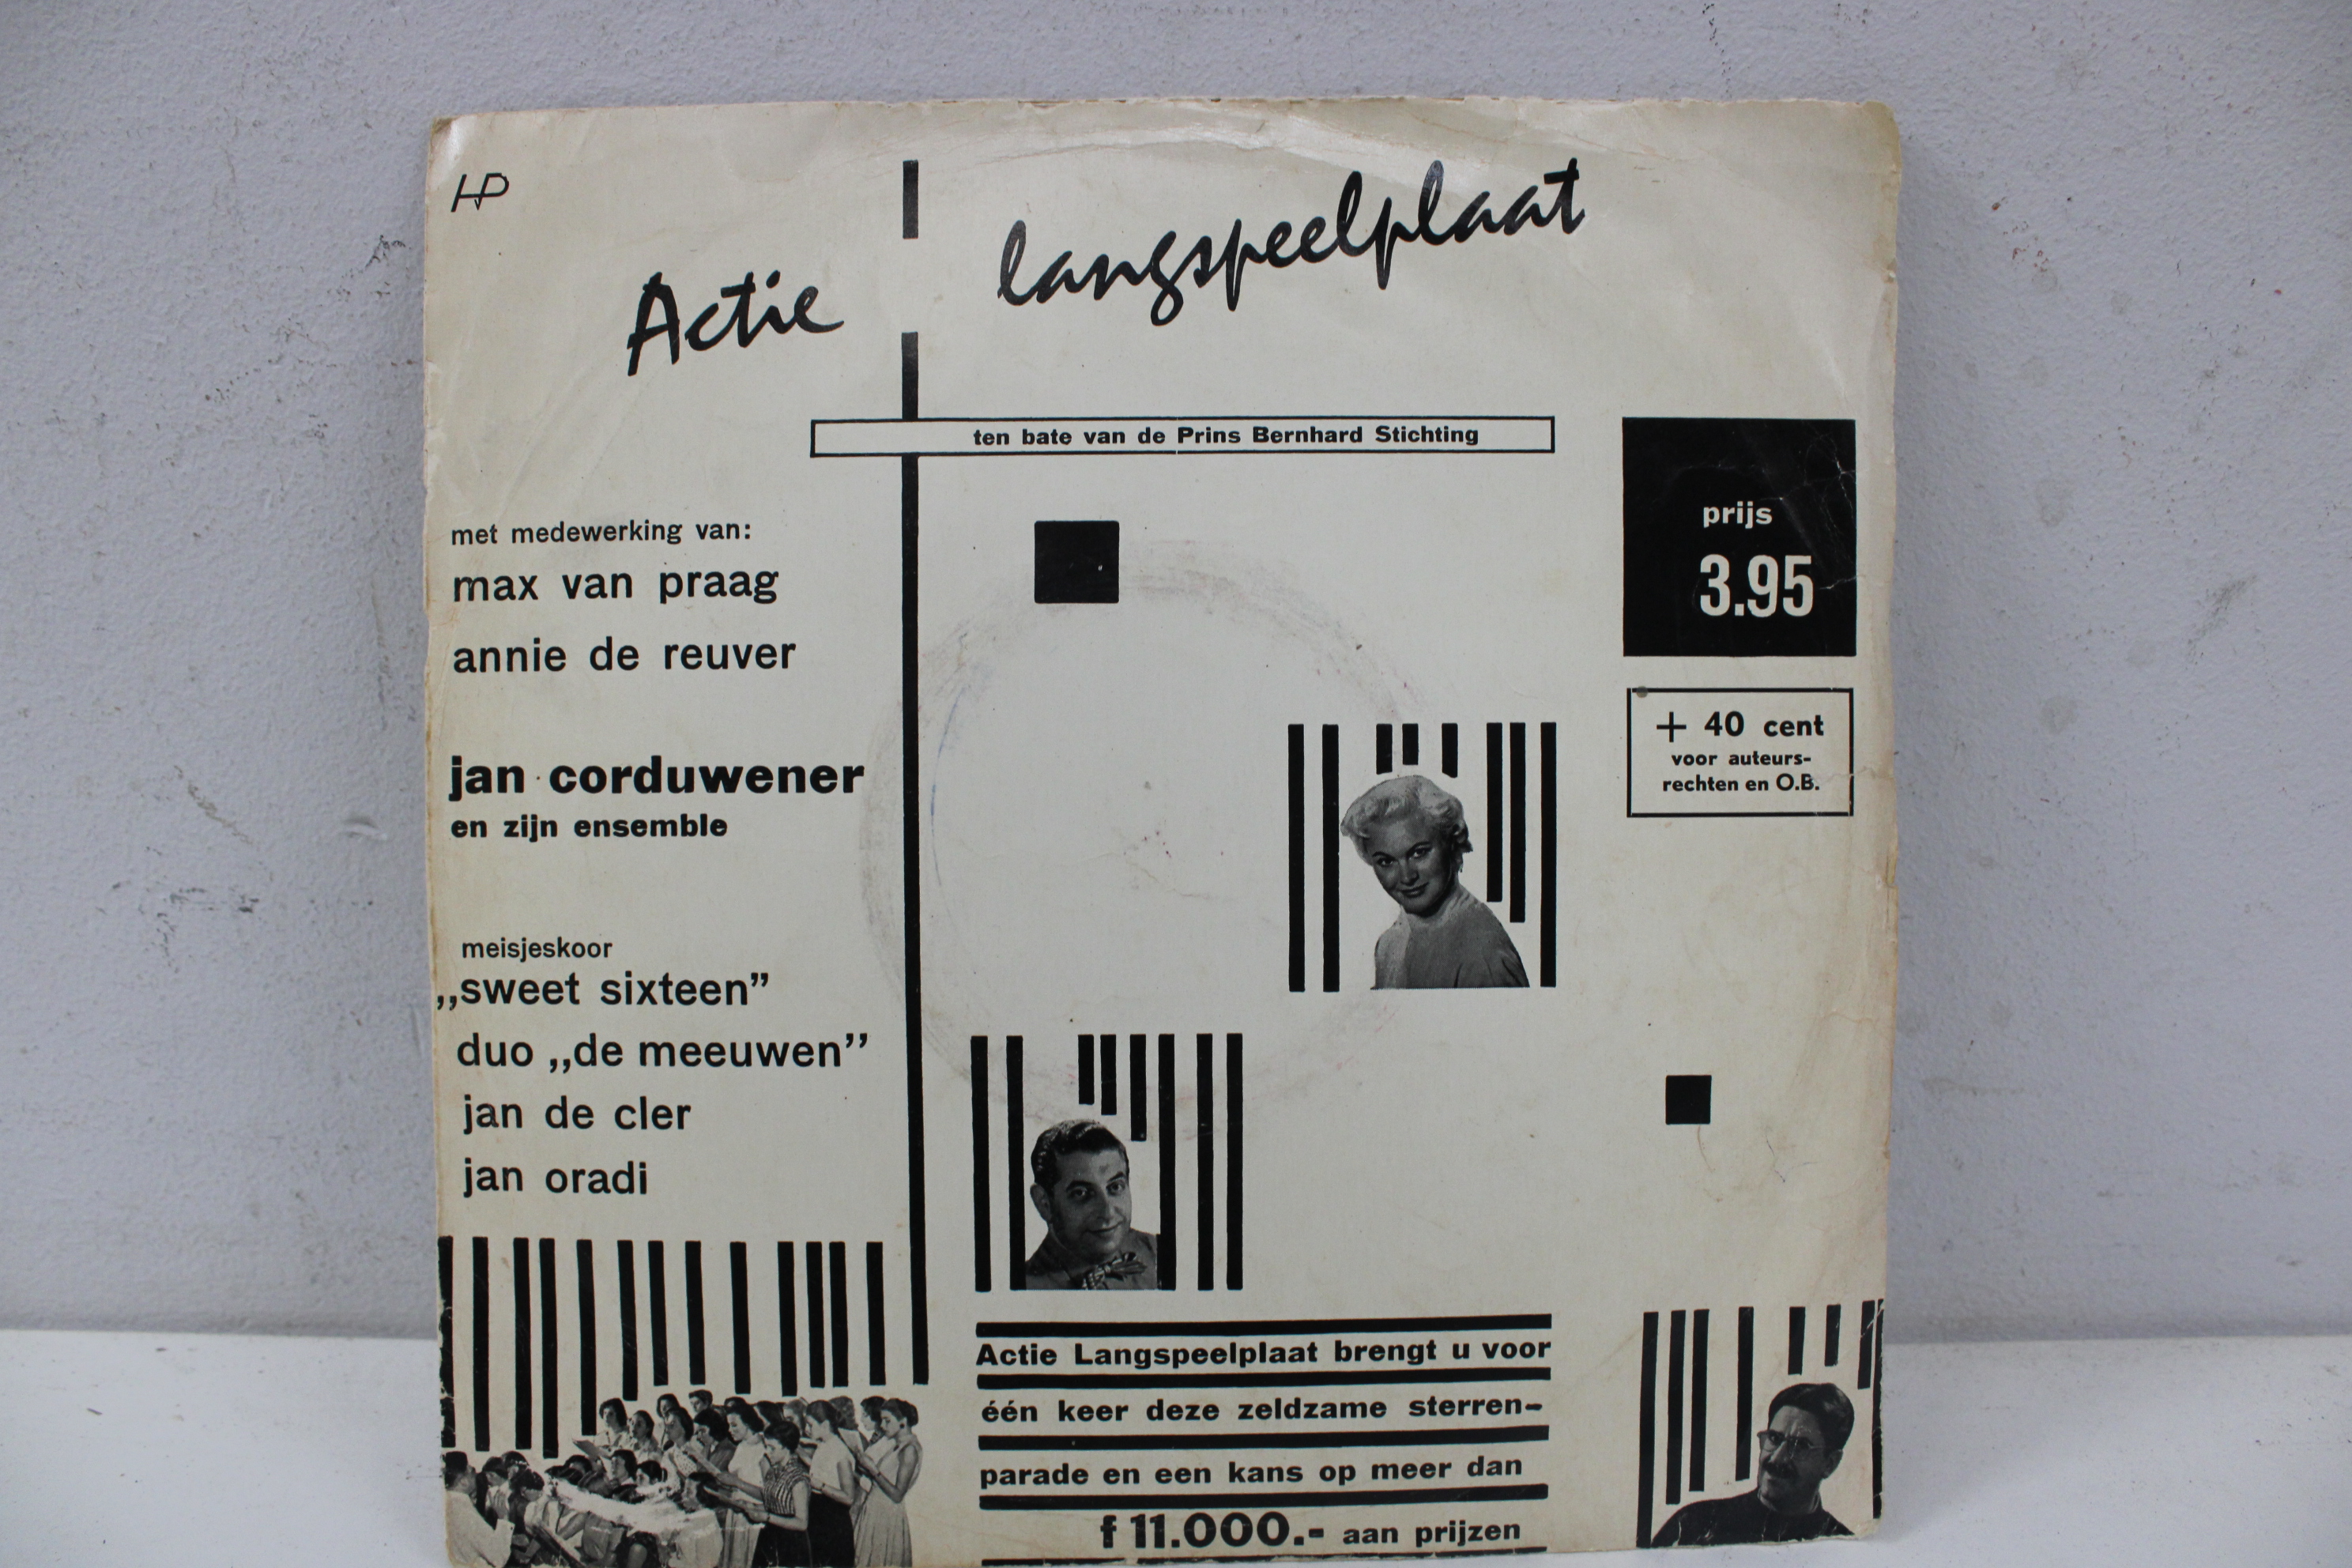 HP
Actie langspeelplaat
ten bate van de Prins Bernhard Stichting
met medewerking van:
max van praag
annie de reuver
jan corduwener
en zijn ensemble
meisjeskoor
„sweet sixteen”
duo „de meeuwen”
jan de cler
jan oradi
prijs
3.95
+ 40 cent
voor auteurs-
rechten en O.B.
Actie Langspeelplaat brengt u voor
één keer deze zeldzame sterren-
parade en een kans op meer dan
f 11.000.- aan prijzen